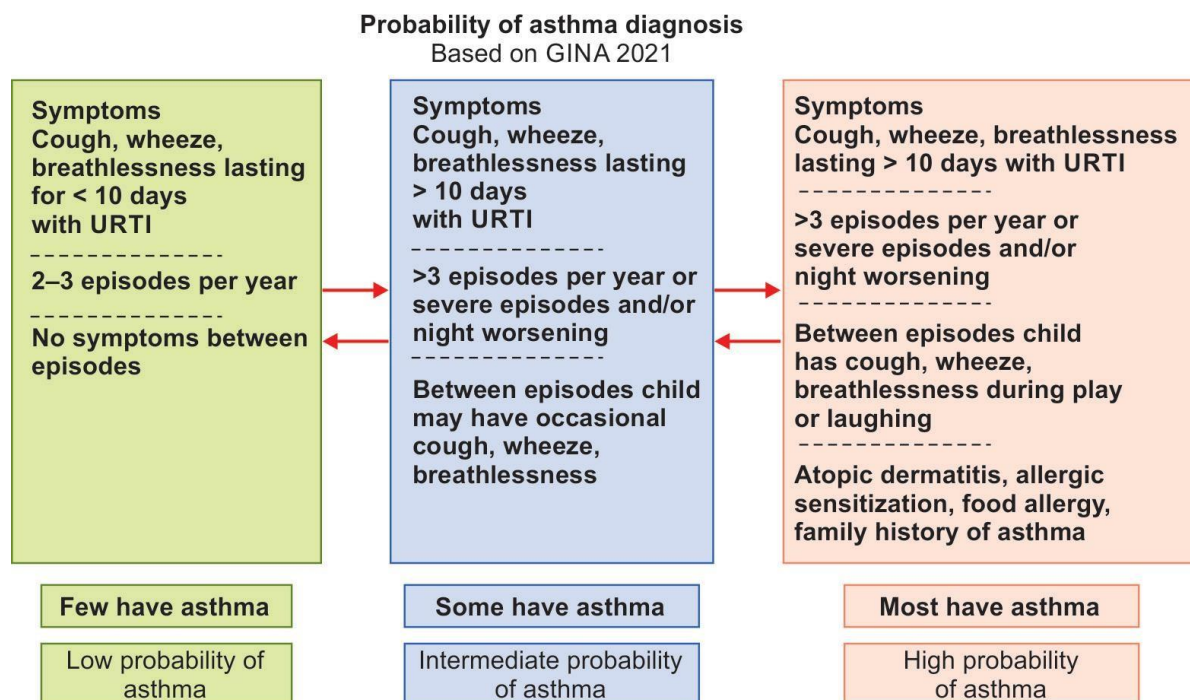 Probability of asthma diagnosis
Based on GINA 2021
Symptoms
Cough, wheeze,
breathlessness lasting
for < 10 days
with URTI
2–3 episodes per year
No symptoms between
episodes
Few have asthma
Low probability of
asthma
Symptoms
Cough, wheeze,
breathlessness lasting
> 10 days
with URTI
>3 episodes per year or
severe episodes and/or
night worsening
Between episodes child
may have occasional
cough, wheeze,
breathlessness
Some have asthma
Intermediate probability
of asthma
Symptoms
Cough, wheeze, breathlessness
lasting > 10 days with URTI
>3 episodes per year or
severe episodes and/or
night worsening
Between episodes child
has cough, wheeze,
breathlessness during play
or laughing
Atopic dermatitis, allergic
sensitization, food allergy,
family history of asthma
Most have asthma
High probability
of asthma